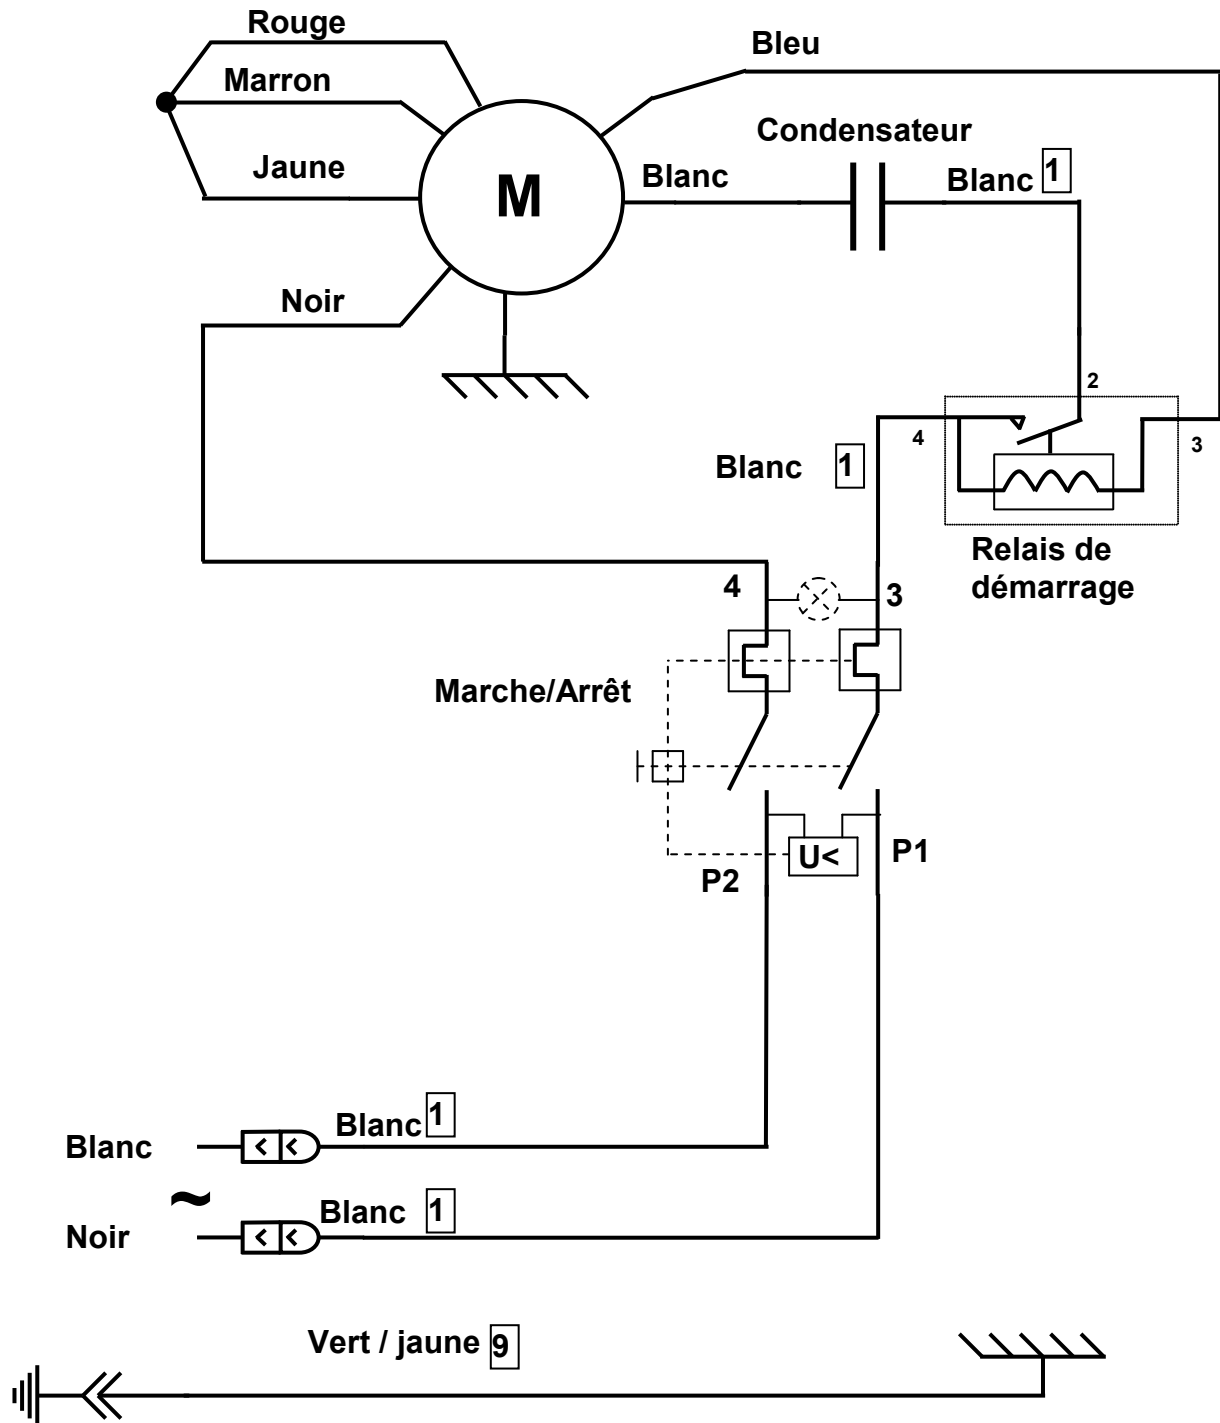 Rouge
Bleu
Marron
Condensateur
Jaune
M
Blanc
Blanc 1
Noir
2
4
3
Blanc 1
Relais de
démarrage
4
3
Marche/Arrêt
U<
P1
P2
Blanc 1
Blanc
~
Blanc 1
Noir
Vert / jaune 9